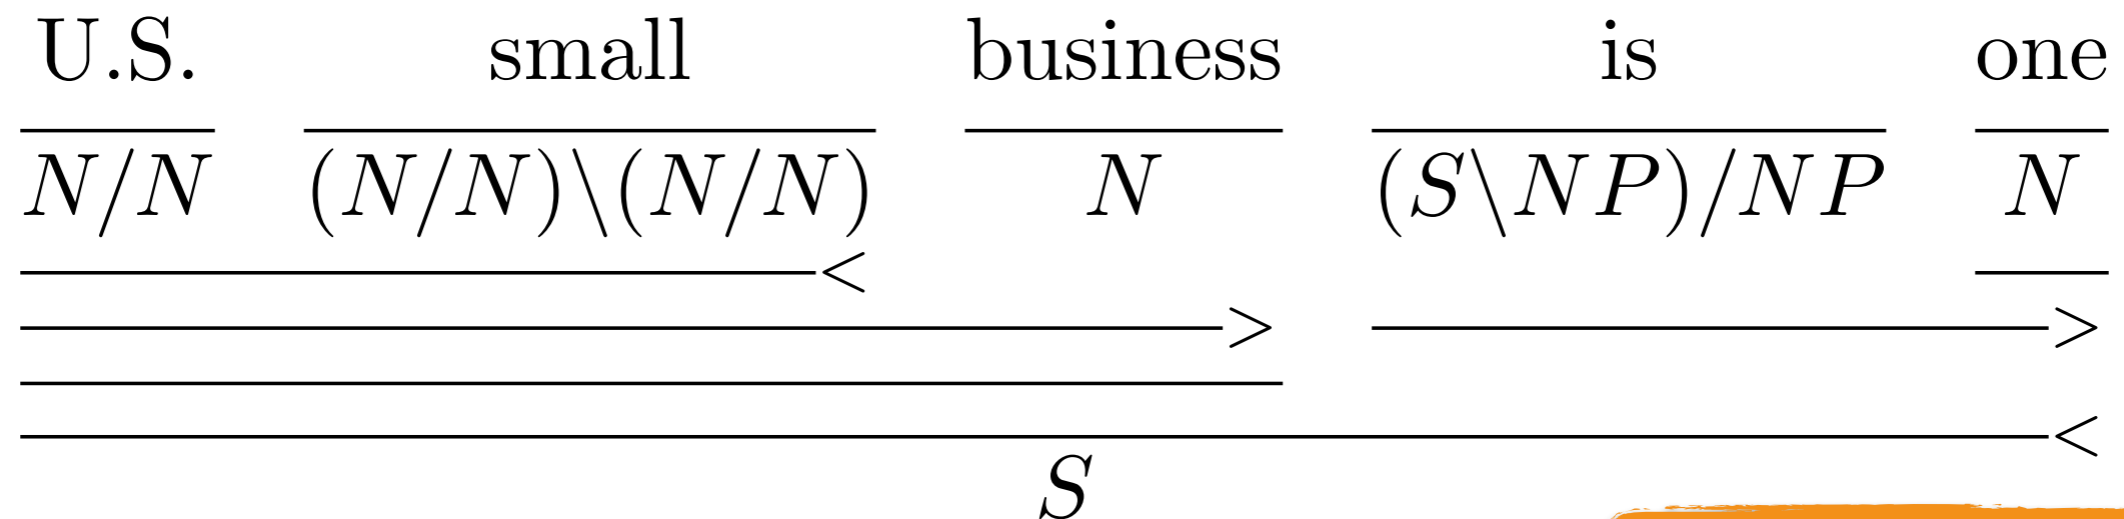 U.S. small business is one
N/N (N/N)\(N/N) N (S\NP)/NP N
<
> >
<
S